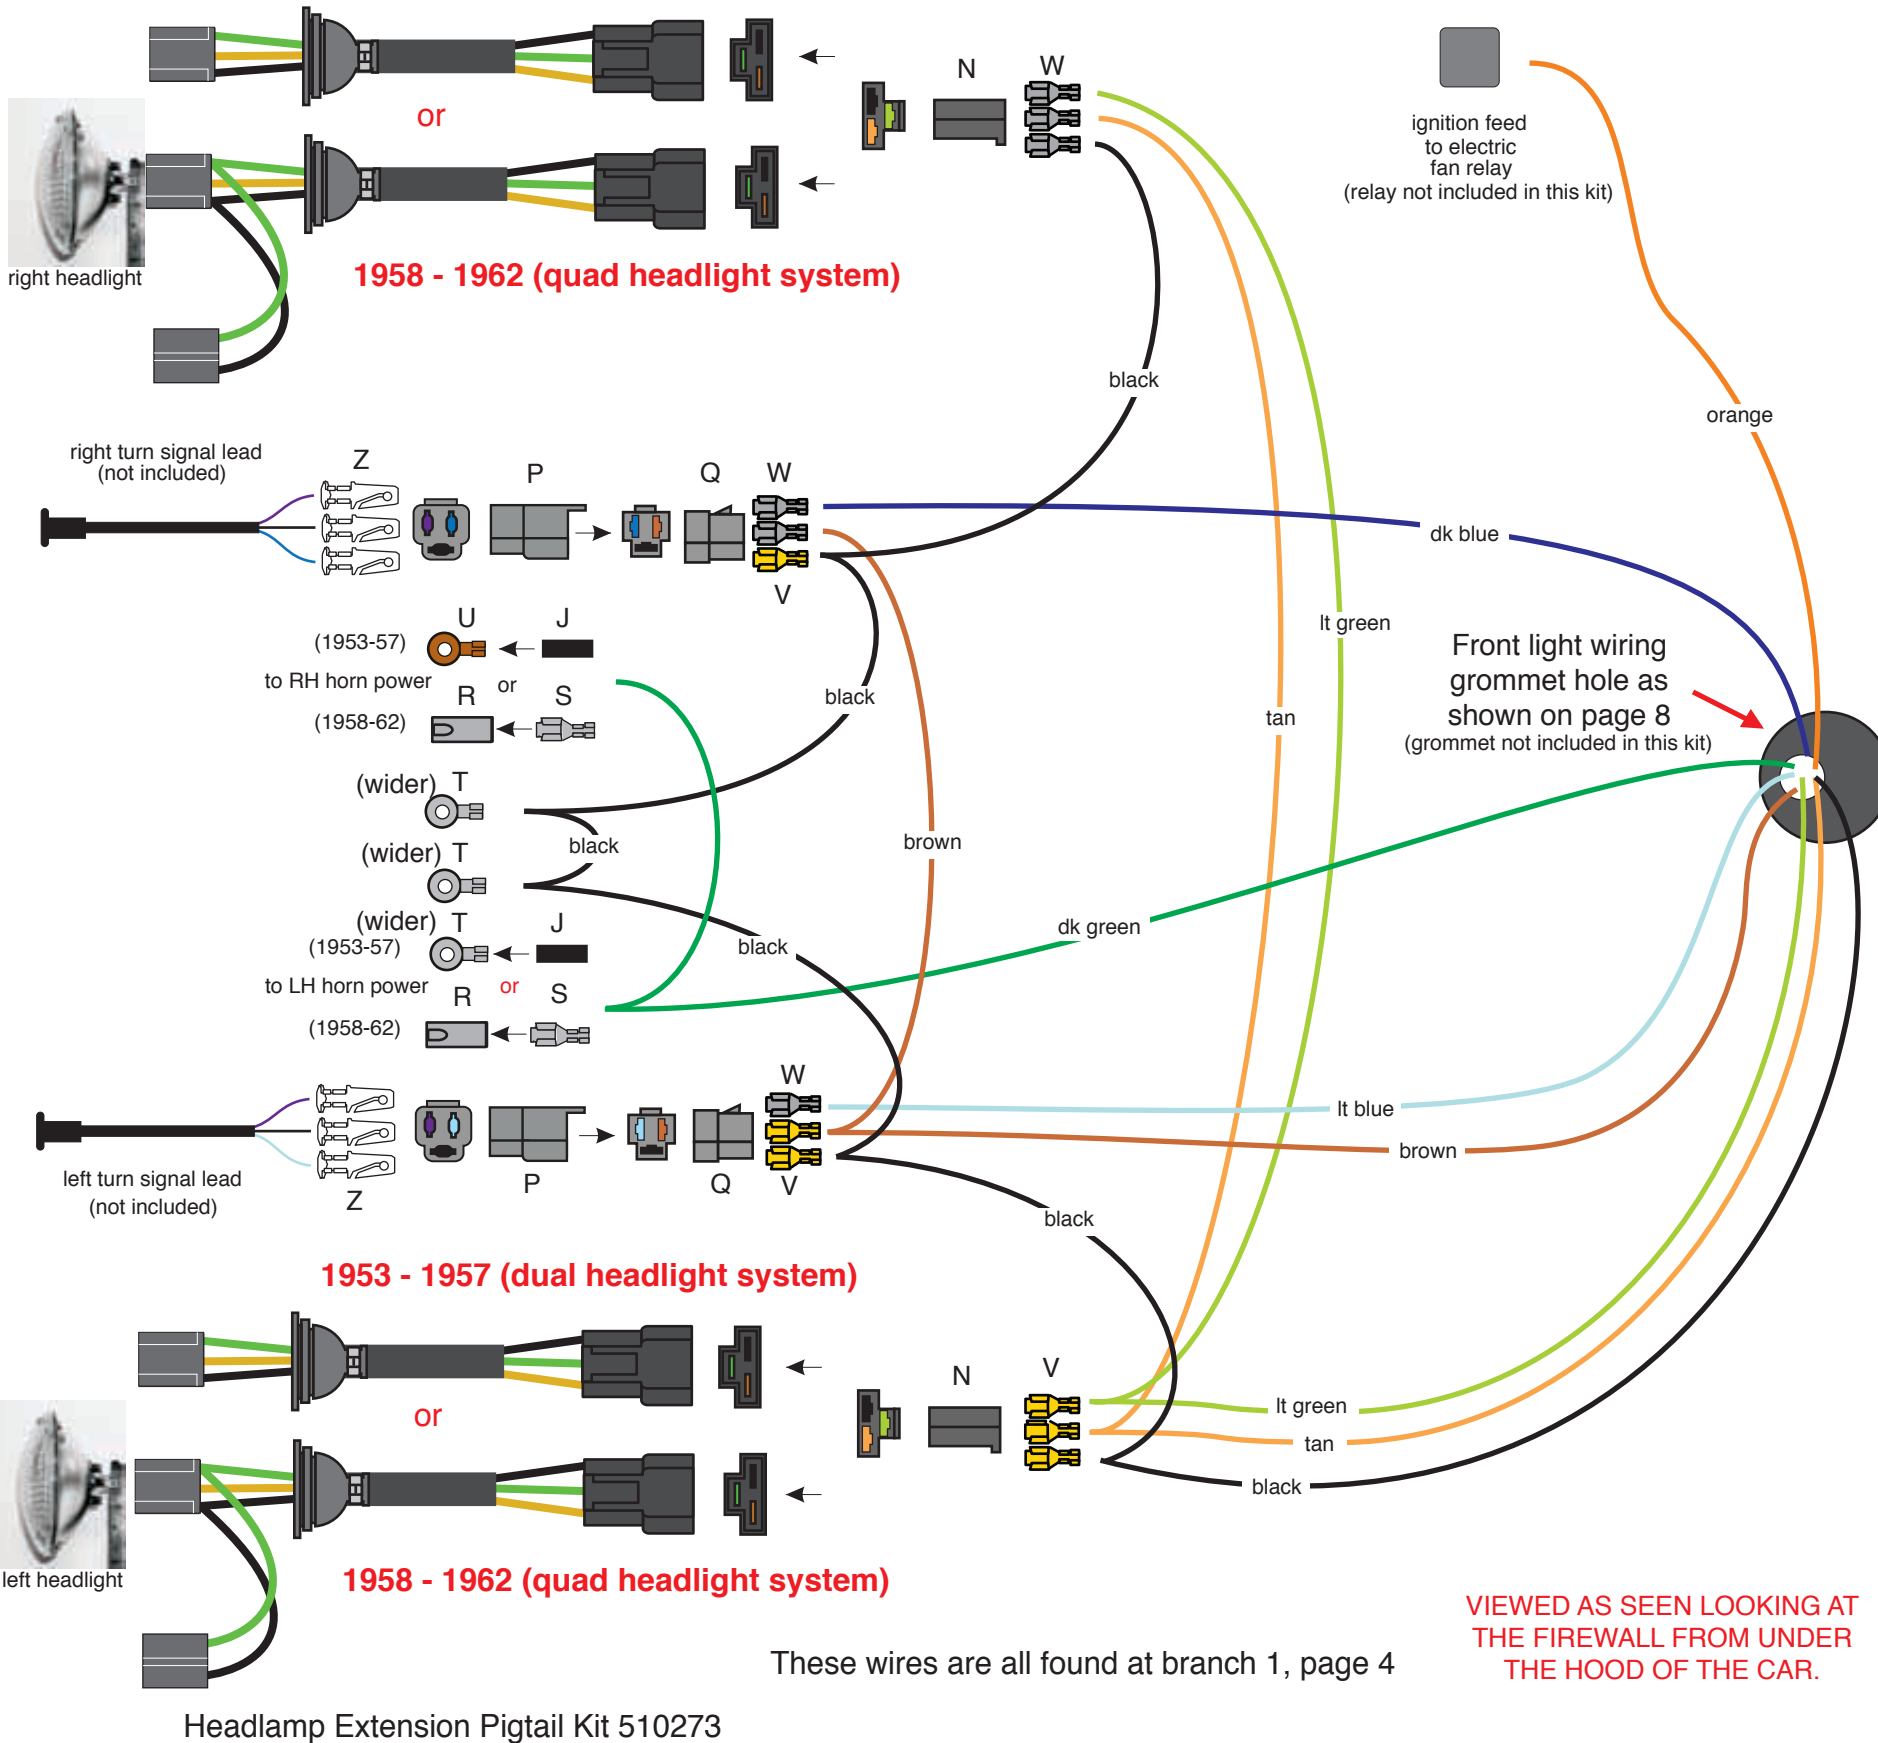 N
W
or
ignition feed
to electric
fan relay
(relay not included in this kit)
right headlight
1958 - 1962 (quad headlight system)
black
orange
right turn signal lead
(not included)
Z
P
Q
W
V
dk blue
lt green
U
J
(1953-57)
to RH horn power
or
R
S
(1958-62)
black
tan
Front light wiring
grommet hole as
shown on page 8
(grommet not included in this kit)
(wider) T
black
(wider) T
brown
(wider) T
J
(1953-57)
to LH horn power
or
R
S
(1958-62)
black
dk green
W
lt blue
brown
left turn signal lead
(not included)
Z
P
Q
V
black
1953 - 1957 (dual headlight system)
N
V
or
lt green
tan
black
left headlight
1958 - 1962 (quad headlight system)
VIEWED AS SEEN LOOKING AT
THE FIREWALL FROM UNDER
THE HOOD OF THE CAR.
These wires are all found at branch 1, page 4
Headlamp Extension Pigtail Kit 510273